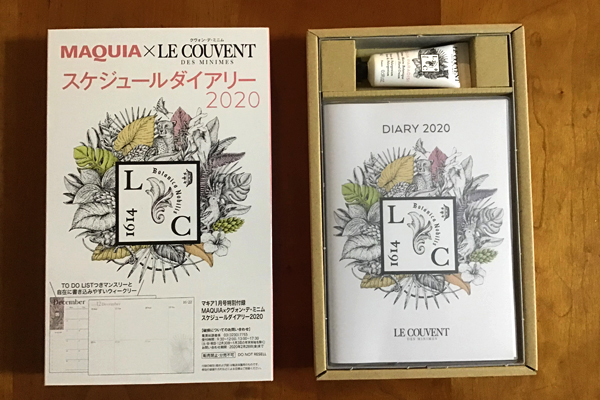 クヴォン・デ・ミニム
MAQUIA×LE COUVENT
DES MINIMES
スケジュールダイアリー
2020
L
Botanica Nobilis
1614
C
TO DO LISTつきマンスリーと
自在に書き込みやすいウィークリー
December
マキア1月号特別付録
MAQUIA×クヴォン・デ・ミニム
スケジュールダイアリー2020
DO NOT RESELL
DIARY 2020
L
Botanica Nobilis
1614
C
LE COUVENT
DES MINIMES